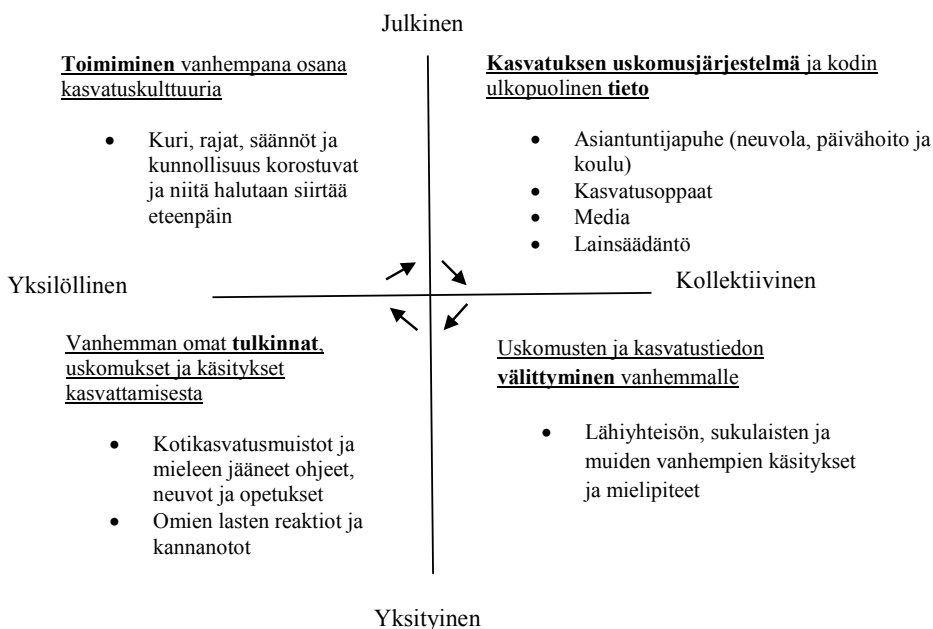 Julkinen
Toimiminen vanhempana osana
kasvatuskulttuuria
• Kuri, rajat, säännöt ja
kunnollisuus korostuvat
ja niitä halutaan siirtää
eteenpäin
Kasvatuksen uskomusjärjestelmä ja kodin
ulkopuolinen tieto
• Asiantuntijapuhe (neuvola, päivähoito ja
koulu)
• Kasvatusoppaat
• Media
• Lainsäädäntö
Yksilöllinen
Kollektiivinen
Vanhemman omat tulkinnat,
uskomukset ja käsitykset
kasvattamisesta
• Kotikasvatusmuistot ja
mieleen jääneet ohjeet,
neuvot ja opetukset
• Omien lasten reaktiot ja
kannanotot
Uskomusten ja kasvatustiedon
välittyminen vanhemmalle
• Lähiyhteisön, sukulaisten ja
muiden vanhempien käsitykset
ja mielipiteet
Yksityinen